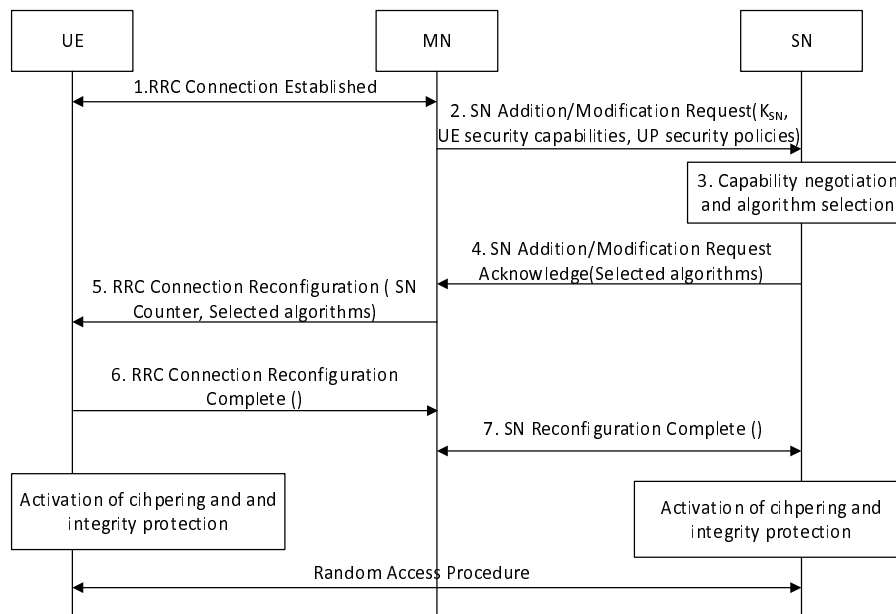 UE
MN
SN
1.RRC Connection Established
2. SN Addition/Modification Request(KSN,
UE security capabilities, UP security policies)
3. Capability negotiation
and algorithm selection
4. SN Addition/Modification Request
Acknowledge(Selected algorithms)
5. RRC Connection Reconfiguration ( SN
Counter, Selected algorithms)
6. RRC Connection Reconfiguration
Complete ()
7. SN Reconfiguration Complete ()
Activation of cihpering and and
integrity protection
Activation of cihpering and
integrity protection
Random Access Procedure